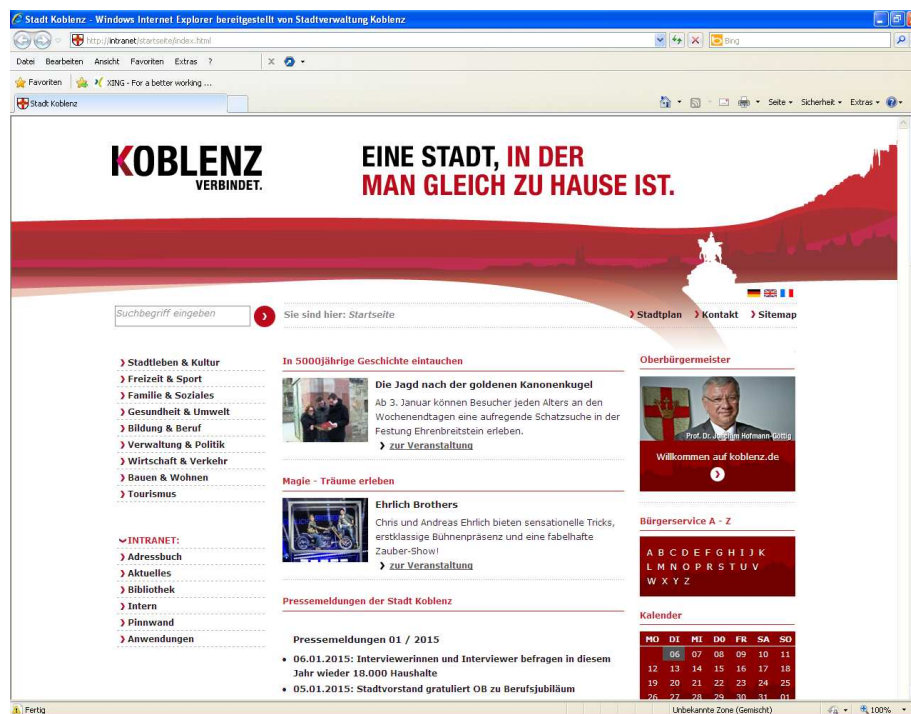 Stadt Koblenz - Windows Internet Explorer bereitgestellt von Stadtverwaltung Koblenz
http://intranet/startseite/index.html
Bing
Datei Bearbeiten Ansicht Favoriten Extras ?
Favoriten XING - For a better working ...
Stadt Koblenz
Seite Sicherheit Extras
KOBLENZ
VERBINDET.
EINE STADT, IN DER
MAN GLEICH ZU HAUSE IST.
Suchbegriff eingeben
Sie sind hier: Startseite
Stadtplan Kontakt Sitemap
Stadtleben & Kultur
Freizeit & Sport
Familie & Soziales
Gesundheit & Umwelt
Bildung & Beruf
Verwaltung & Politik
Wirtschaft & Verkehr
Bauen & Wohnen
Tourismus
INTRANET:
Adressbuch
Aktuelles
Bibliothek
Intern
Pinnwand
Anwendungen
In 5000jährige Geschichte eintauchen
Die Jagd nach der goldenen Kanonenkugel
Ab 3. Januar können Besucher jeden Alters an den
Wochenendtagen eine aufregende Schatzsuche in der
Festung Ehrenbreitstein erleben.
zur Veranstaltung
Magie - Träume erleben
Ehrlich Brothers
Chris und Andreas Ehrlich bieten sensationelle Tricks,
erstklassige Bühnenpräsenz und eine fabelhafte
Zauber-Show!
zur Veranstaltung
Pressemeldungen der Stadt Koblenz
Pressemeldungen 01 / 2015
• 06.01.2015: Interviewerinnen und Interviewer befragen in diesem
Jahr wieder 18.000 Haushalte
• 05.01.2015: Stadtvorstand gratuliert OB zu Berufsjubiläum
Oberbürgermeister
Prof. Dr. Joachim Hofmann-Göttig
Willkommen auf koblenz.de
Bürgerservice A - Z
A B C D E F G H I J K
L M N O P R S T U V
W X Y Z
Kalender
MO DI MI DO FR SA SO
06 07 08 09 10 11
12 13 14 15 16 17 18
19 20 21 22 23 24 25
26 27 28 29 30 31 01
Fertig
Unbekannte Zone (Gemischt)
100%